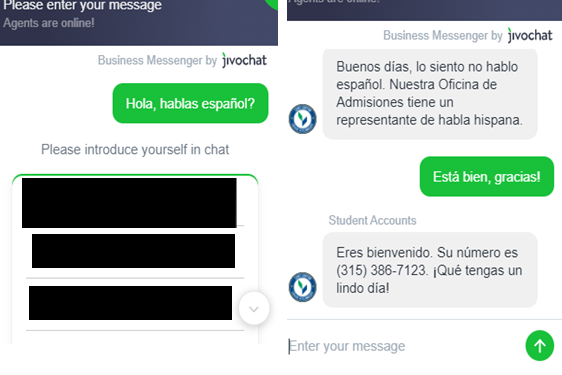 Please enter your message
Agents are online!
Business Messenger by jivochat
Hola, hablas español?
Please introduce yourself in chat
Agents are online!
Business Messenger by jivochat
Buenos días, lo siento no hablo
español. Nuestra Oficina de
Admisiones tiene un
representante de habla hispana.
Está bien, gracias!
Student Accounts
Eres bienvenido. Su número es
(315) 386-7123. ¡Qué tengas un
lindo día!
Enter your message